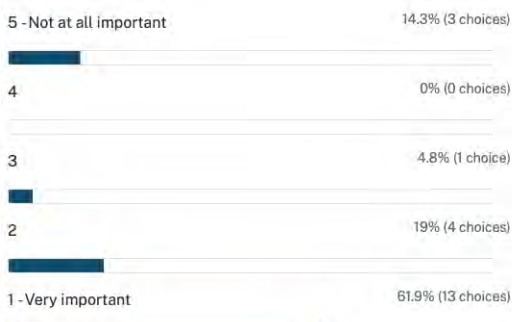 5 - Not at all important 14.3% (3 choices)
4 0% (0 choices)
3 4.8% (1 choice)
2 19% (4 choices)
1 - Very important 61.9% (13 choices)